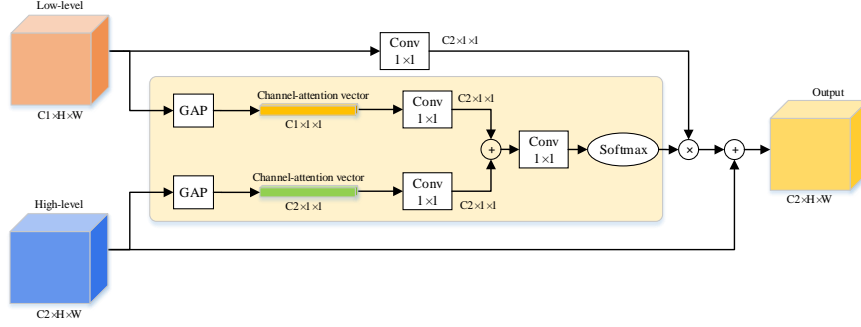 Low-level
C1×H×W
Conv
1×1
C2×1×1
GAP
Channel-attention vector
C1×1×1
Conv
1×1
C2×1×1
+
Conv
1×1
Softmax
×
+
Output
C2×H×W
GAP
Channel-attention vector
C2×1×1
Conv
1×1
C2×1×1
High-level
C2×H×W